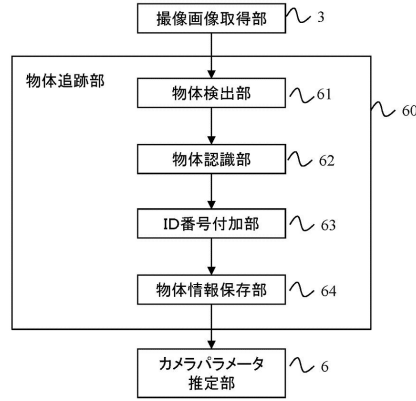 撮像画像取得部 3
物体追跡部
物体検出部 61
60
物体認識部 62
ID番号付加部 63
物体情報保存部 64
カメラパラメータ
推定部
6